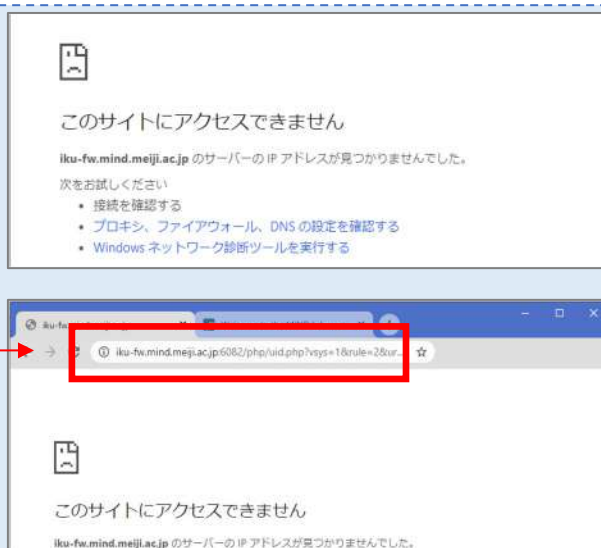 このサイトにアクセスできません
iku-fw.mind.meiji.ac.jp のサーバーの IP アドレスが見つかりませんでした。
次をお試しください
• 接続を確認する
• プロキシ、ファイアウォール、DNS の設定を確認する
• Windows ネットワーク診断ツールを実行する
iku-fw.mind.meiji.ac.jp:6082/php/uid.php?vsys=1&rule=2&ur...
このサイトにアクセスできません
iku-fw.mind.meiji.ac.jp のサーバーの IP アドレスが見つかりませんでした。